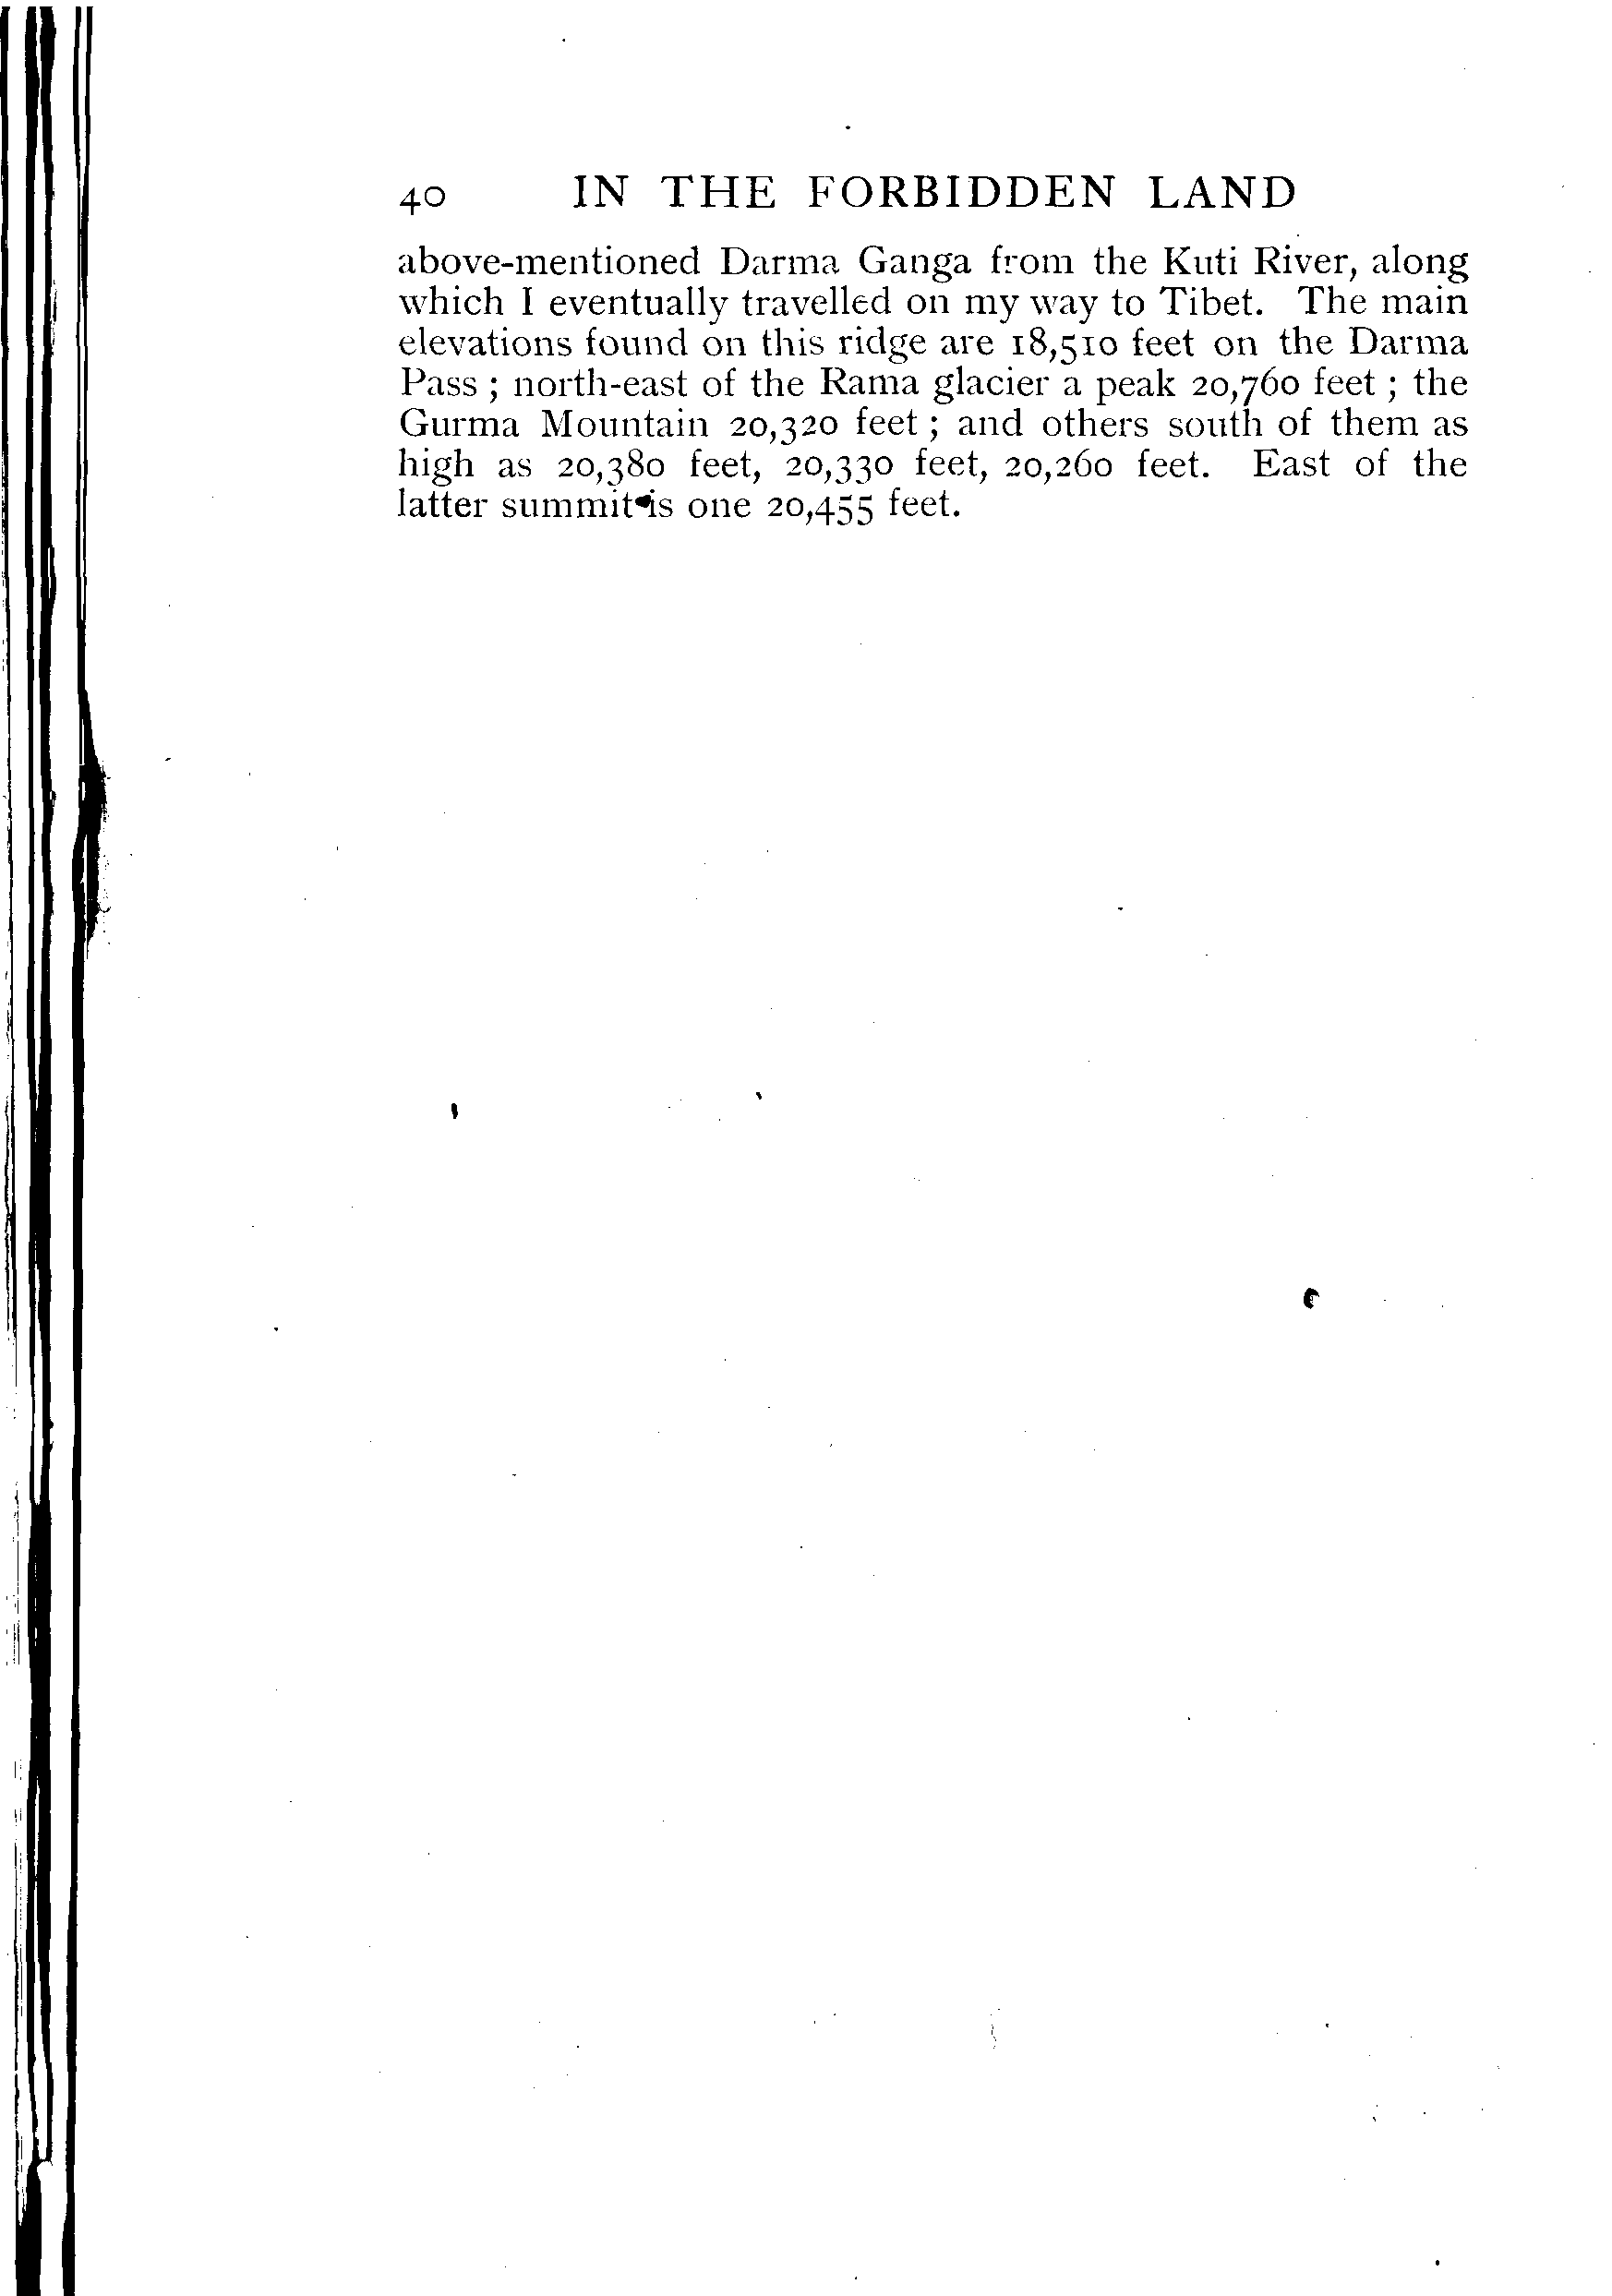 40 IN THE FORBIDDEN LAND
above-mentioned Darma Ganga from the Kuti River, along
which I eventually travelled on my way to Tibet. The main
elevations found on this ridge are 18,510 feet on the Darma
Pass ; north-east of the Rama glacier a peak 20,760 feet ; the
Gurma Mountain 20,320 feet ; and others south of them as
high as 20,380 feet, 20,330 feet, 20,260 feet. East of the
latter summit is one 20,455 feet.